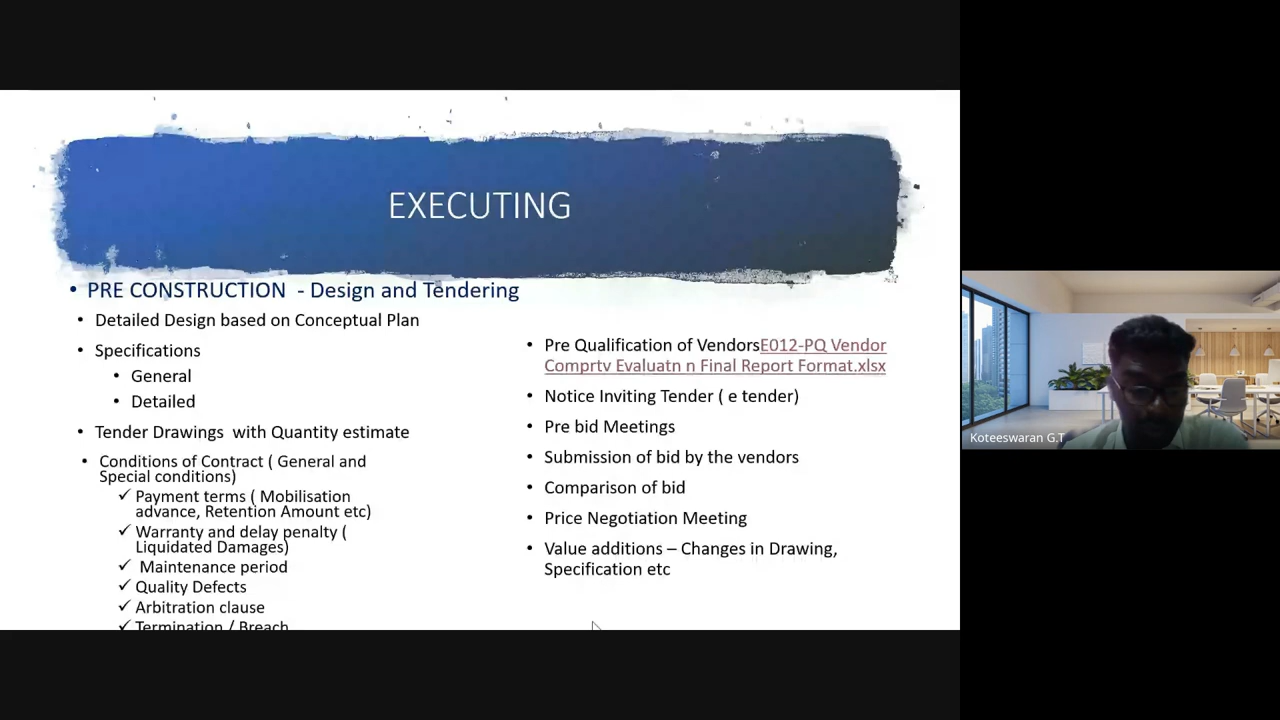 EXECUTING
• PRE CONSTRUCTION - Design and Tendering
• Detailed Design based on Conceptual Plan
• Specifications
• General
• Detailed
• Tender Drawings with Quantity estimate
• Conditions of Contract ( General and
Special conditions)
✓ Payment terms ( Mobilisation
advance, Retention Amount etc)
✓ Warranty and delay penalty (
Liquidated Damages)
✓ Maintenance period
✓ Quality Defects
✓ Arbitration clause
✓ Termination / Breach
• Pre Qualification of VendorsE012-PQ Vendor
Comprtv Evaluatn n Final Report Format.xlsx
• Notice Inviting Tender ( e tender)
• Pre bid Meetings
• Submission of bid by the vendors
• Comparison of bid
• Price Negotiation Meeting
• Value additions – Changes in Drawing,
Specification etc
Koteeswaran G.T